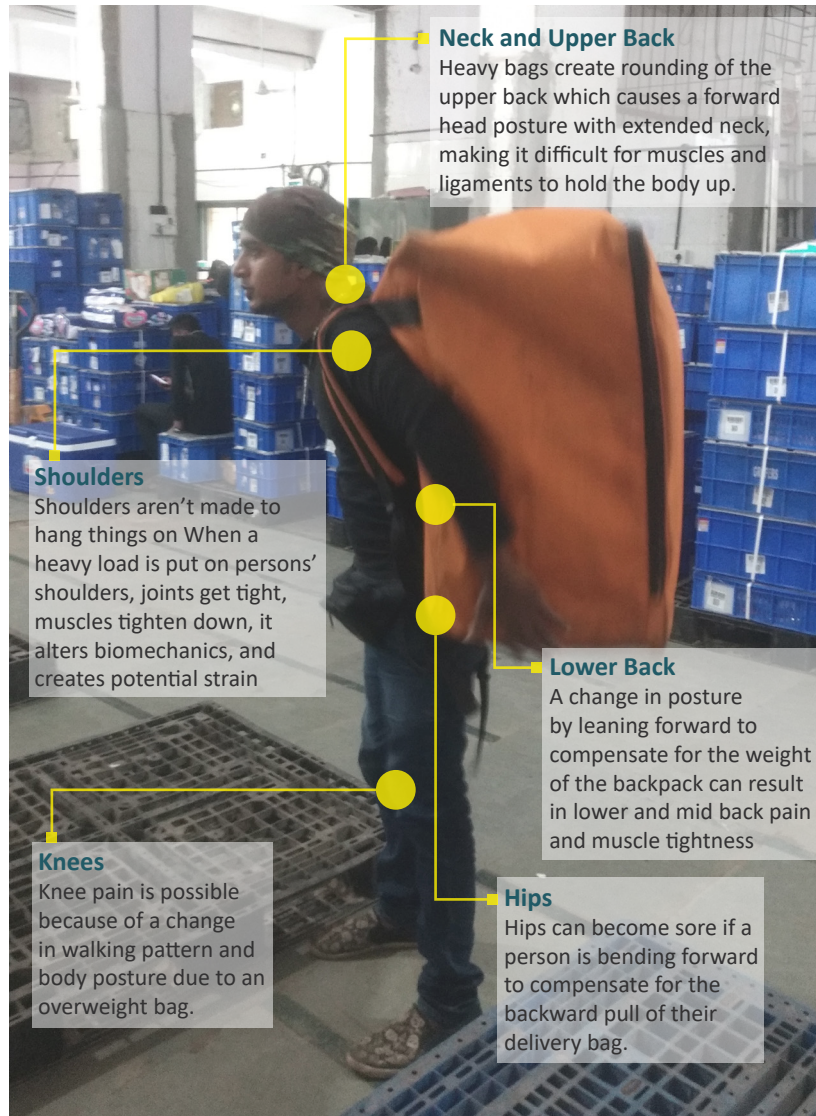 Neck and Upper Back
Heavy bags create rounding of the
upper back which causes a forward
head posture with extended neck,
making it difficult for muscles and
ligaments to hold the body up.
Shoulders
Shoulders aren’t made to
hang things on When a
heavy load is put on persons’
shoulders, joints get tight,
muscles tighten down, it
alters biomechanics, and
creates potential strain
Lower Back
A change in posture
by leaning forward to
compensate for the weight
of the backpack can result
in lower and mid back pain
and muscle tightness
Knees
Knee pain is possible
because of a change
in walking pattern and
body posture due to an
overweight bag.
Hips
Hips can become sore if a
person is bending forward
to compensate for the
backward pull of their
delivery bag.